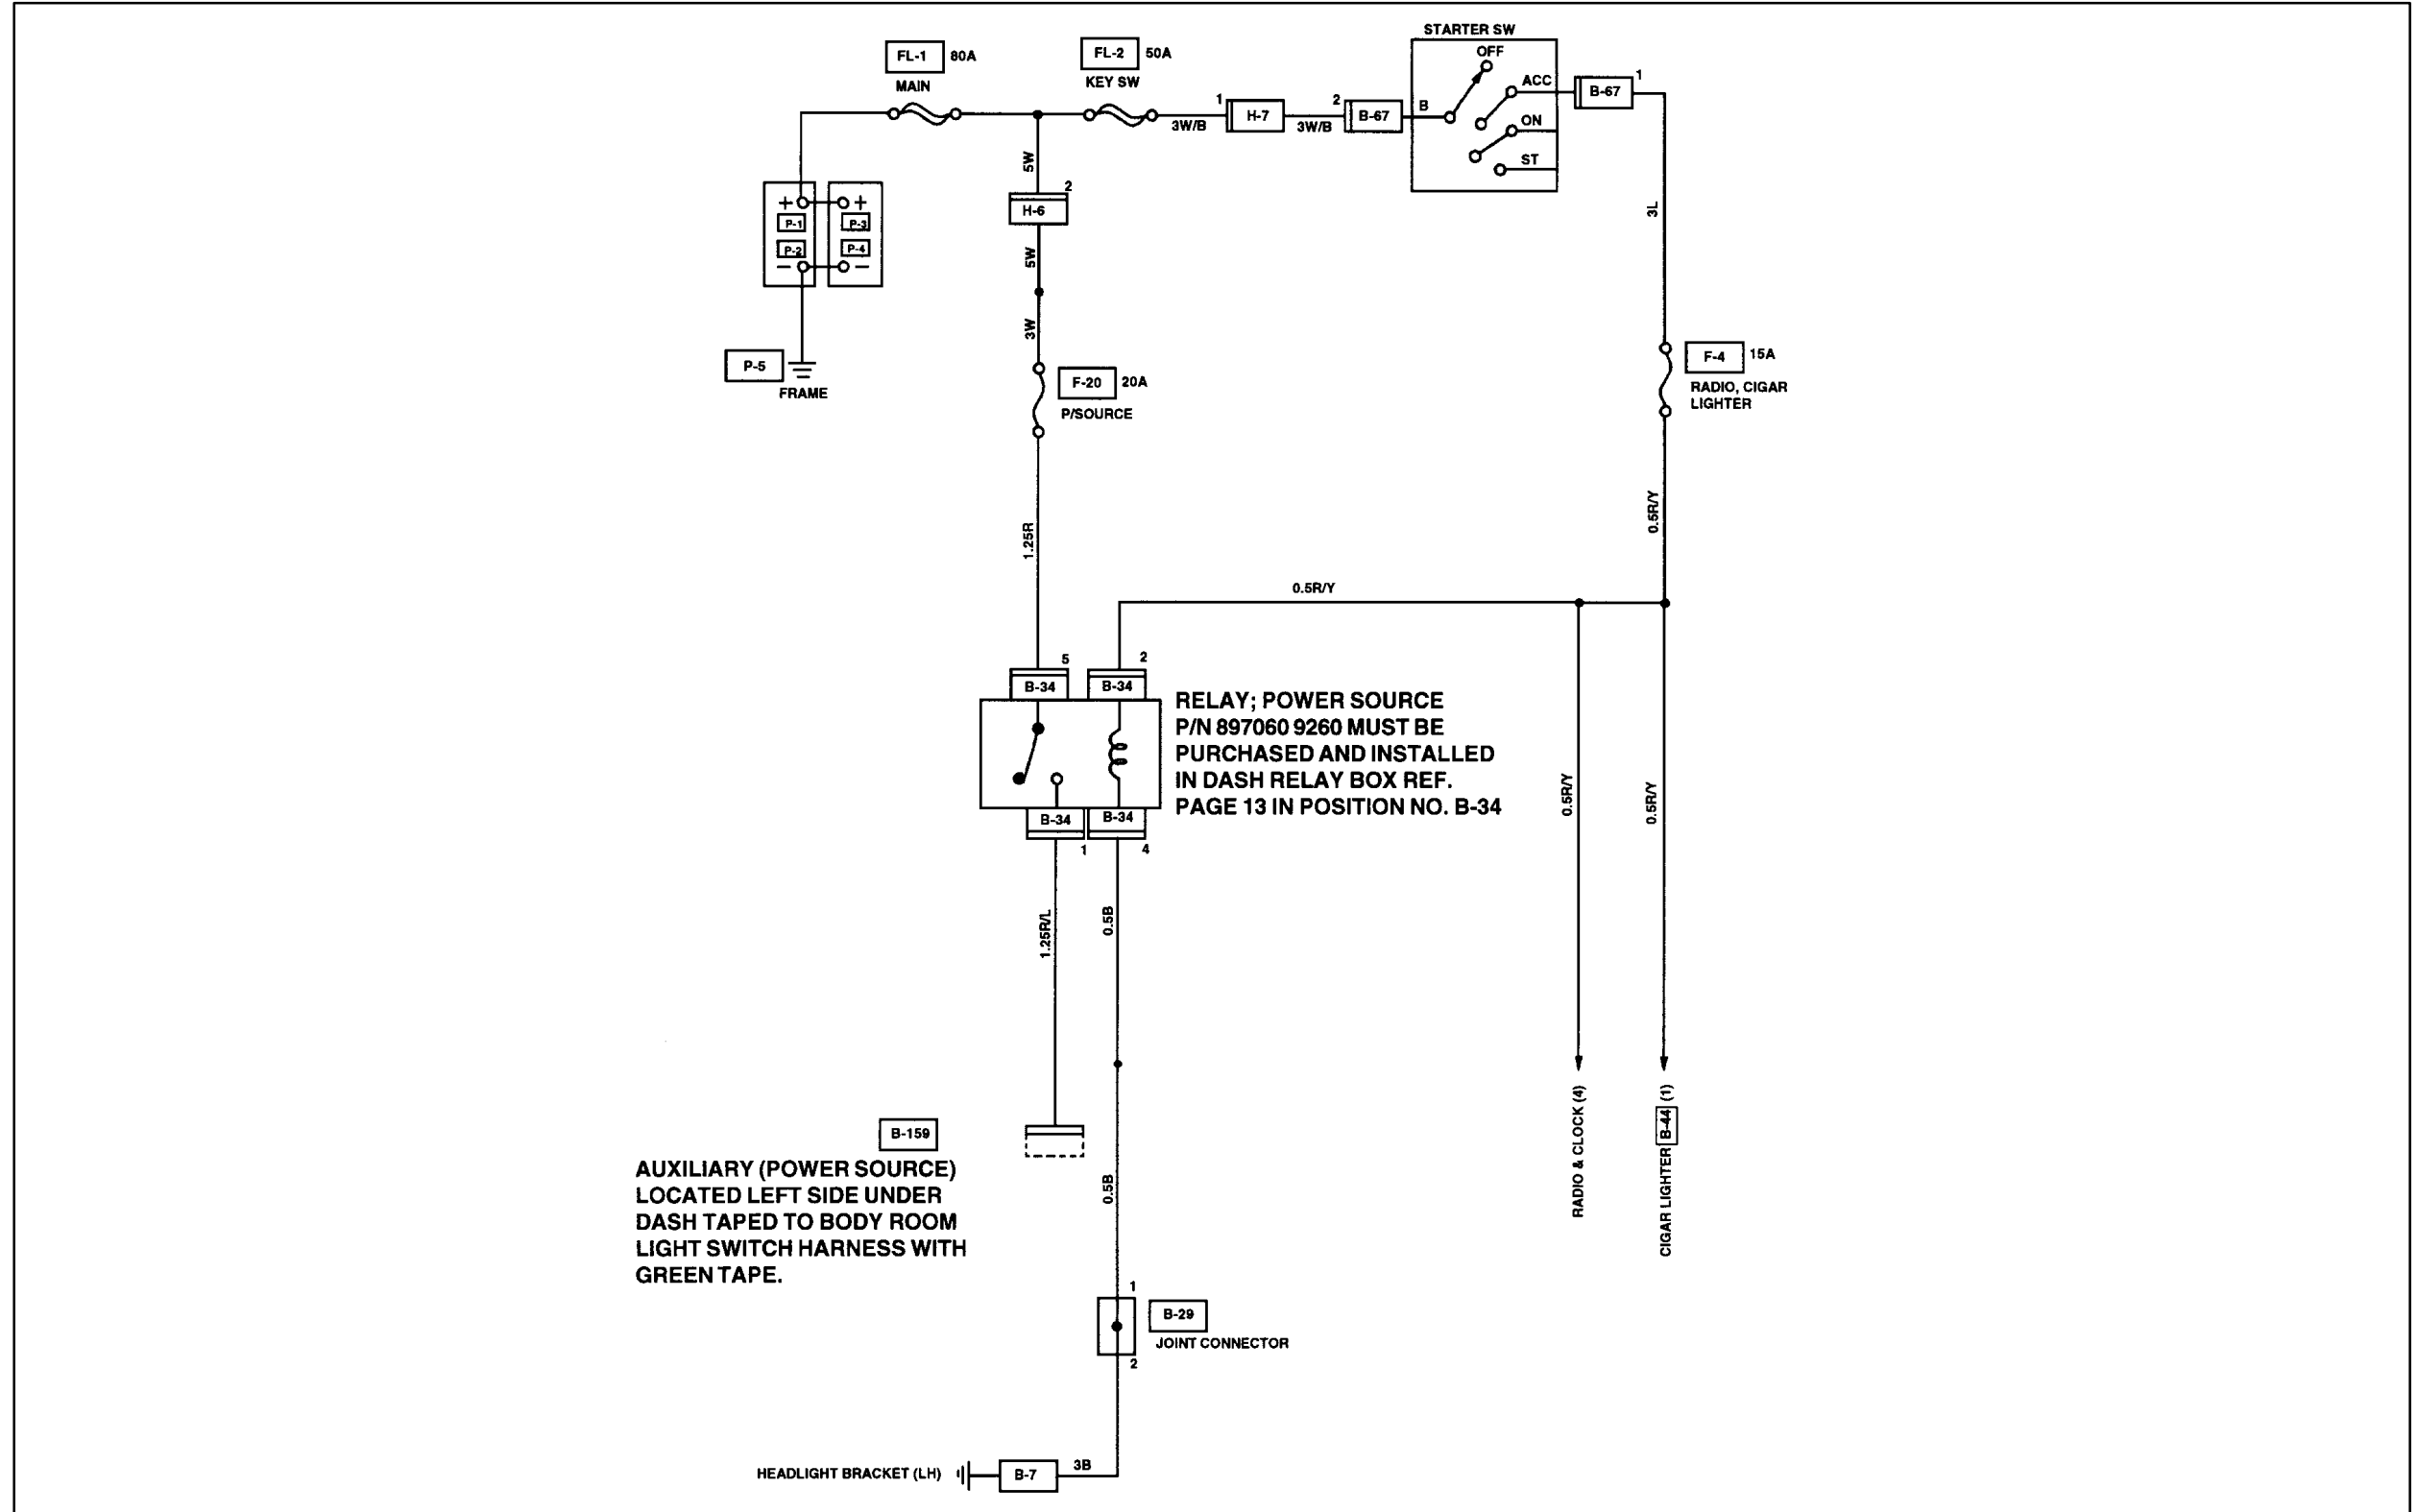 STARTER SW
FL-1 80A
MAIN
FL-2 50A
KEY SW
OFF
ACC
B
ON
ST
1
H-7
3W/B
3W/B
2
B-67
B-67
1
5W
2
H-6
5W
3W
+ +
P-1 P-3
P-2 P-4
− −
P-5
FRAME
F-20 20A
P/SOURCE
3L
F-4 15A
RADIO, CIGAR
LIGHTER
1.25R
0.5R/Y
0.5R/Y
5
B-34
2
B-34
RELAY; POWER SOURCE
P/N 897060 9260 MUST BE
PURCHASED AND INSTALLED
IN DASH RELAY BOX REF.
PAGE 13 IN POSITION NO. B-34
B-34
1
B-34
4
0.5R/Y
0.5R/Y
1.25R/L
0.5B
RADIO & CLOCK (4)
CIGAR LIGHTER B-44 (1)
B-159
AUXILIARY (POWER SOURCE)
LOCATED LEFT SIDE UNDER
DASH TAPED TO BODY ROOM
LIGHT SWITCH HARNESS WITH
GREEN TAPE.
0.5B
1
B-29
JOINT CONNECTOR
2
HEADLIGHT BRACKET (LH)
B-7
3B